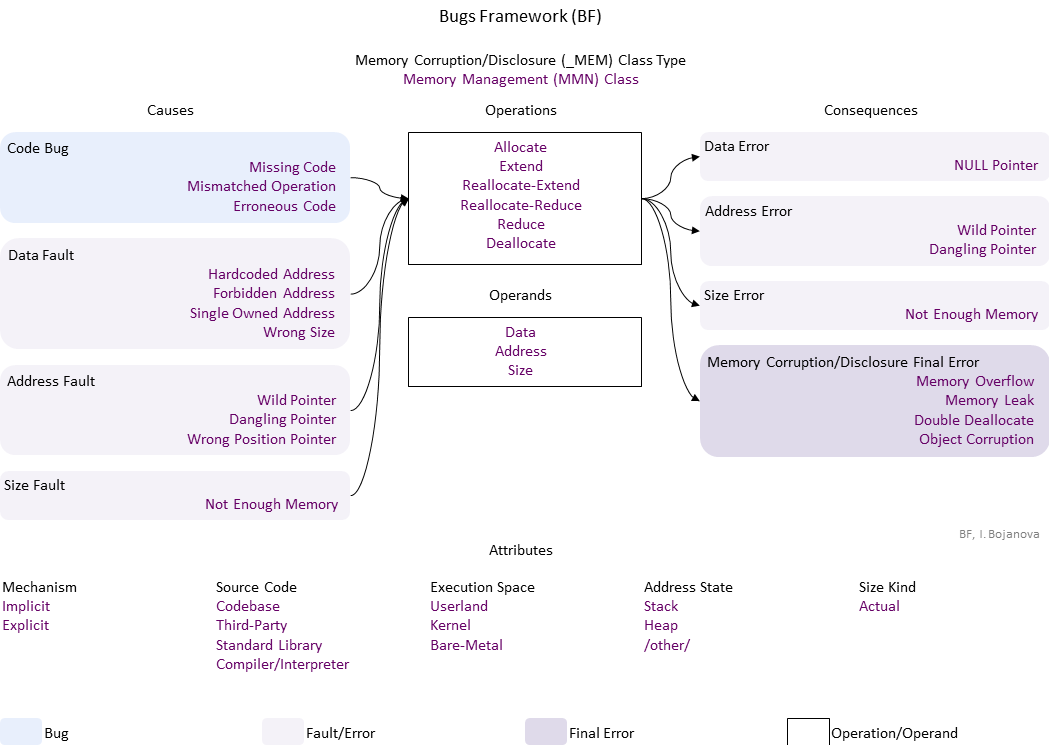 Bugs Framework (BF)
Memory Corruption/Disclosure (_MEM) Class Type
Memory Management (MMN) Class
Causes
Code Bug
Missing Code
Mismatched Operation
Erroneous Code
Data Fault
Hardcoded Address
Forbidden Address
Single Owned Address
Wrong Size
Address Fault
Wild Pointer
Dangling Pointer
Wrong Position Pointer
Size Fault
Not Enough Memory
Operations
Allocate
Extend
Reallocate-Extend
Reallocate-Reduce
Reduce
Deallocate
Operands
Data
Address
Size
Consequences
Data Error
NULL Pointer
Address Error
Wild Pointer
Dangling Pointer
Size Error
Not Enough Memory
Memory Corruption/Disclosure Final Error
Memory Overflow
Memory Leak
Double Deallocate
Object Corruption
BF, I. Bojanova
Attributes
Mechanism
Implicit
Explicit
Source Code
Codebase
Third-Party
Standard Library
Compiler/Interpreter
Execution Space
Userland
Kernel
Bare-Metal
Address State
Stack
Heap
/other/
Size Kind
Actual
Bug
Fault/Error
Final Error
Operation/Operand